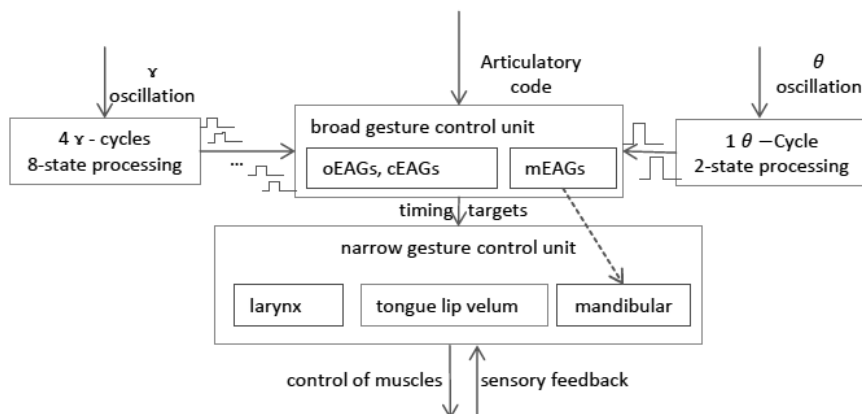 ɤ
oscillation
Articulatory
code
θ
oscillation
4 ɤ - cycles
8-state processing
...
broad gesture control unit
oEAGs, cEAGs
mEAGs
1 θ –Cycle
2-state processing
timing targets
narrow gesture control unit
larynx
tongue lip velum
mandibular
control of muscles
sensory feedback